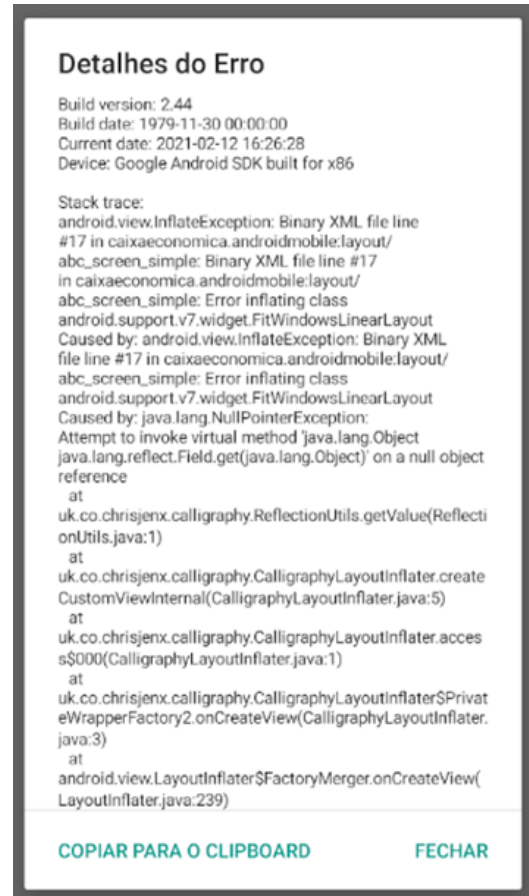 Detalhes do Erro
Build version: 2.44
Build date: 1979-11-30 00:00:00
Current date: 2021-02-12 16:26:28
Device: Google Android SDK built for x86
Stack trace:
android.view.InflateException: Binary XML file line
#17 in caixaeconomica.androidmobile:layout/
abc_screen_simple: Binary XML file line #17
in caixaeconomica.androidmobile:layout/
abc_screen_simple: Error inflating class
android.support.v7.widget.FitWindowsLinearLayout
Caused by: android.view.InflateException: Binary XML
file line #17 in caixaeconomica.androidmobile:layout/
abc_screen_simple: Error inflating class
android.support.v7.widget.FitWindowsLinearLayout
Caused by: java.lang.NullPointerException:
Attempt to invoke virtual method 'java.lang.Object
java.lang.reflect.Field.get(java.lang.Object)' on a null object
reference
at
uk.co.chrisjenx.calligraphy.ReflectionUtils.getValue(Reflecti
onUtils.java:1)
at
uk.co.chrisjenx.calligraphy.CalligraphyLayoutInflater.create
CustomViewInternal(CalligraphyLayoutInflater.java:5)
at
uk.co.chrisjenx.calligraphy.CalligraphyLayoutInflater.acces
s$000(CalligraphyLayoutInflater.java:1)
at
uk.co.chrisjenx.calligraphy.CalligraphyLayoutInflater$Privat
eWrapperFactory2.onCreateView(CalligraphyLayoutInflater.
java:3)
at
android.view.LayoutInflater$FactoryMerger.onCreateView(
LayoutInflater.java:239)
COPIAR PARA O CLIPBOARD FECHAR